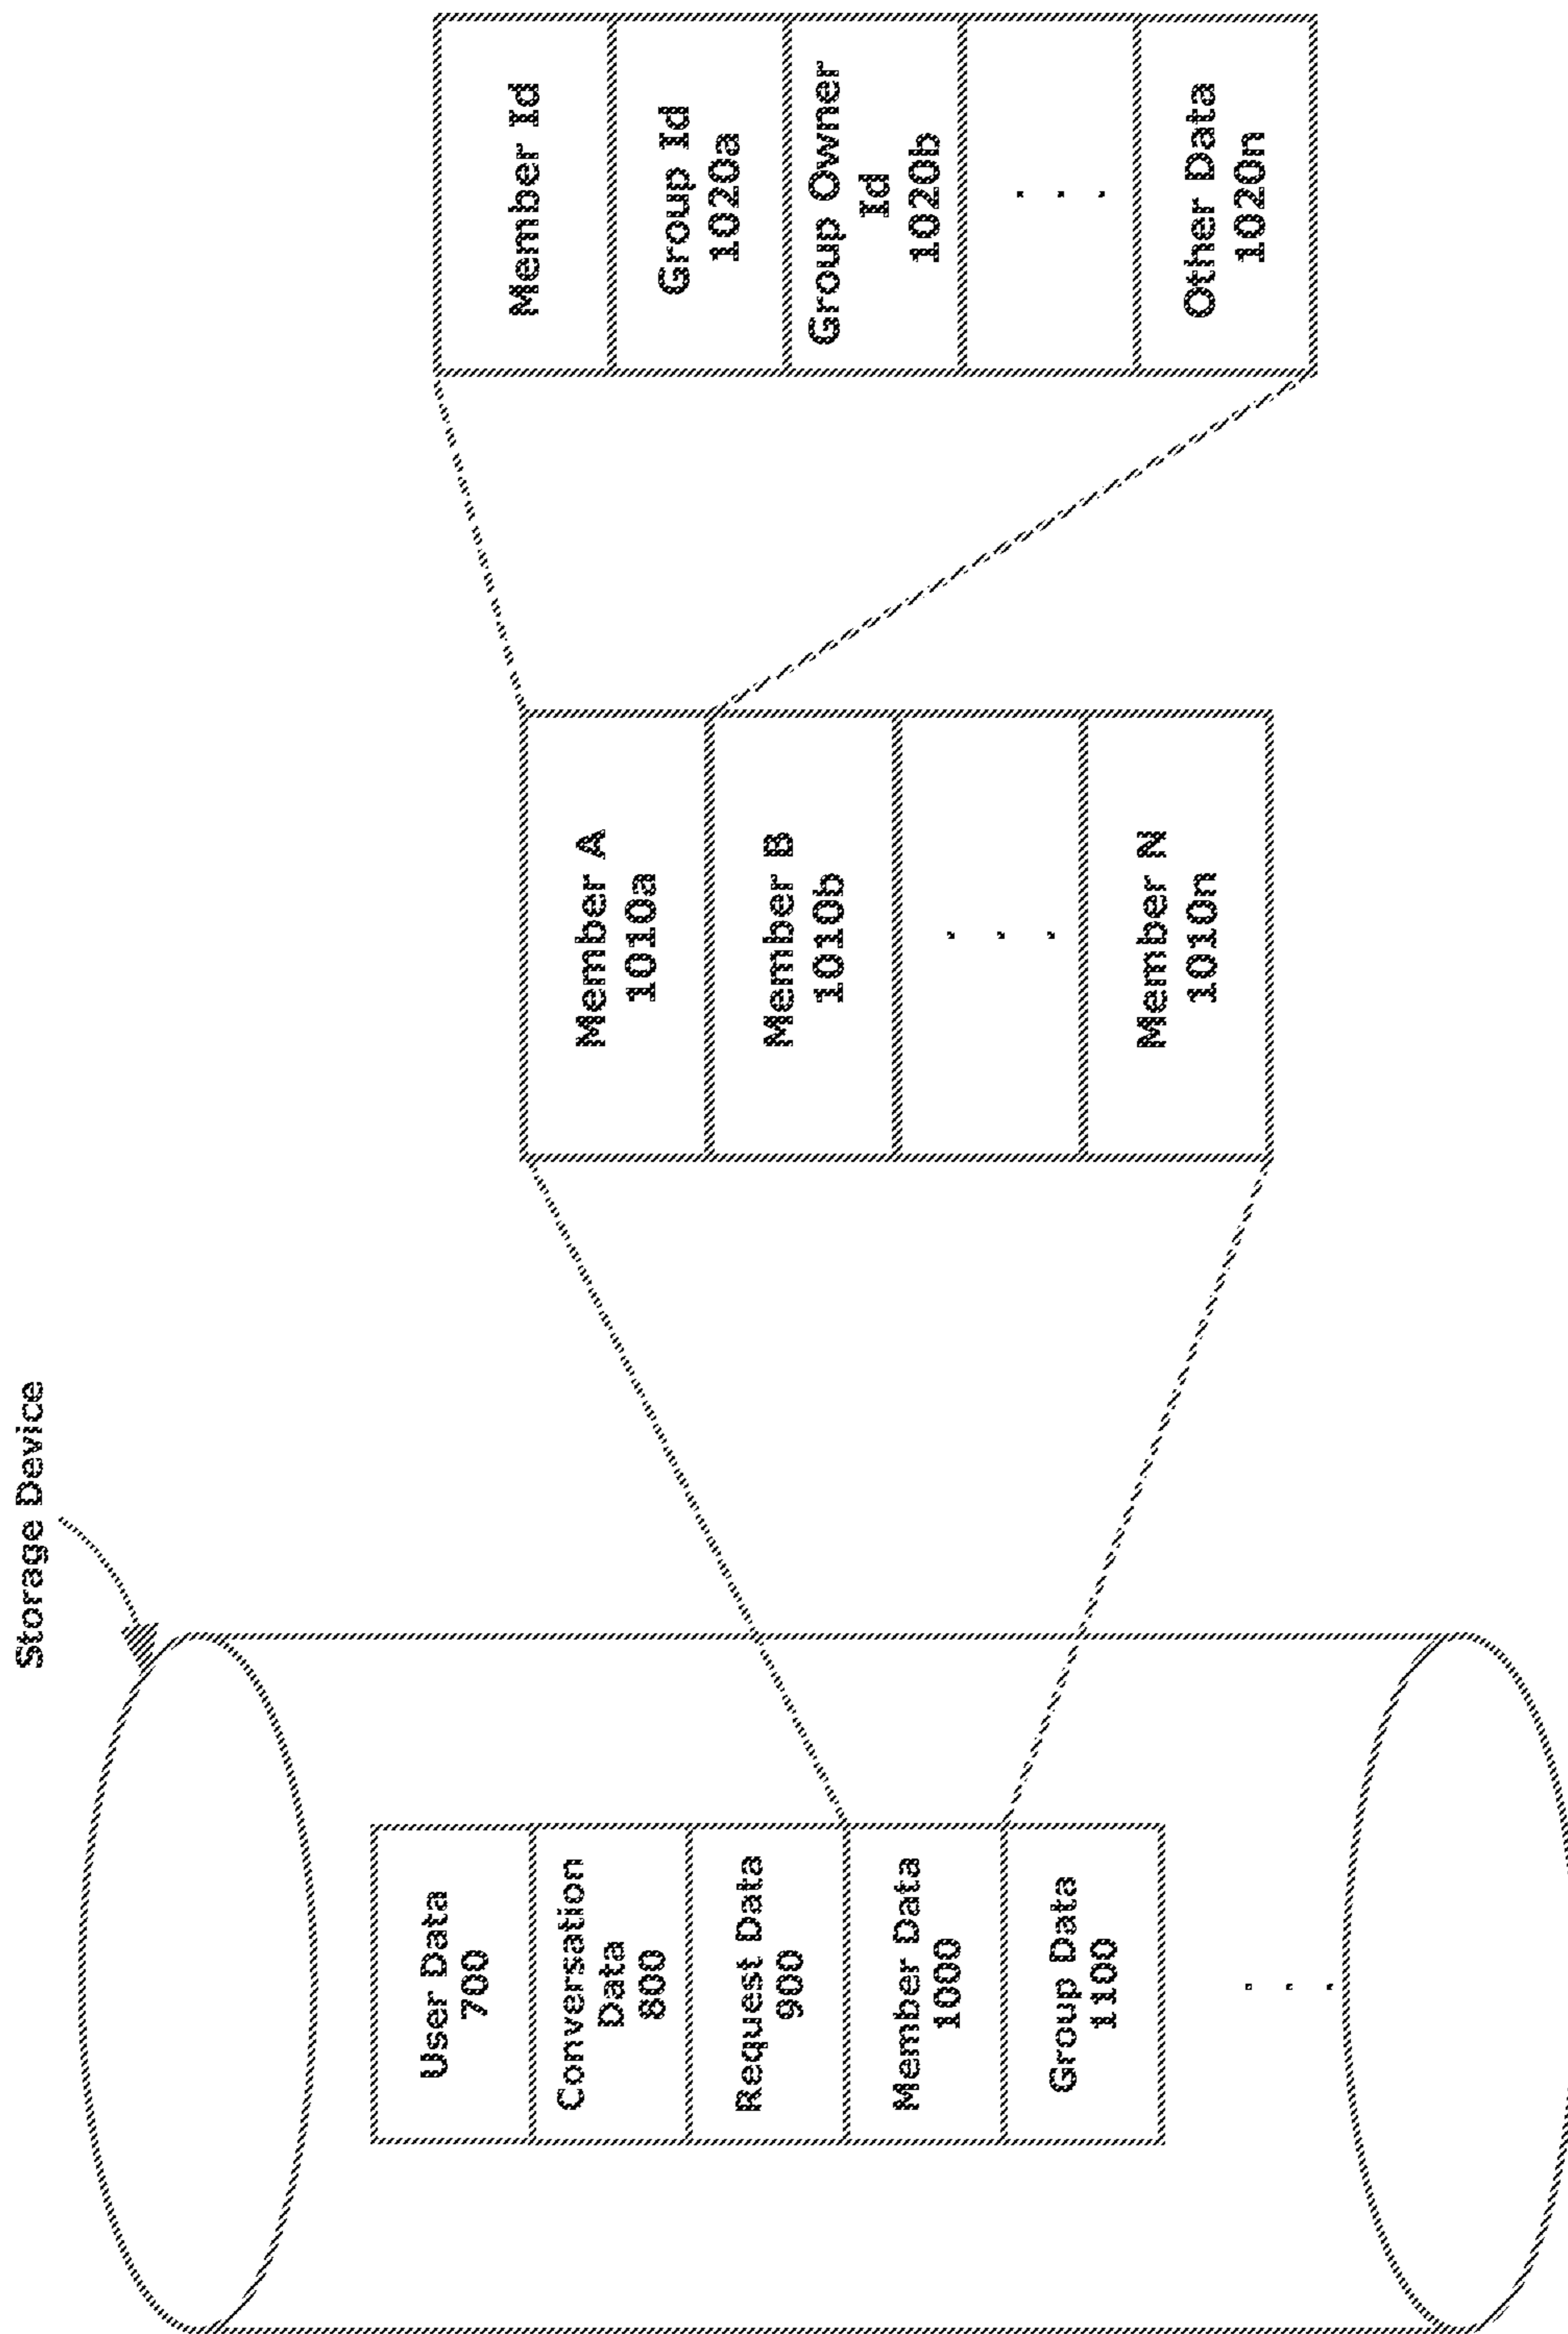 Storage Device
User Data
700
Conversation
Data
800
Request Data
900
Member Data
1000
Group Data
1100
. . .
Member A
1010a
Member B
1010b
. . .
Member N
1010n
Member Id
Group Id
1020a
Group Owner
Id
1020b
. . .
Other Data
1020n